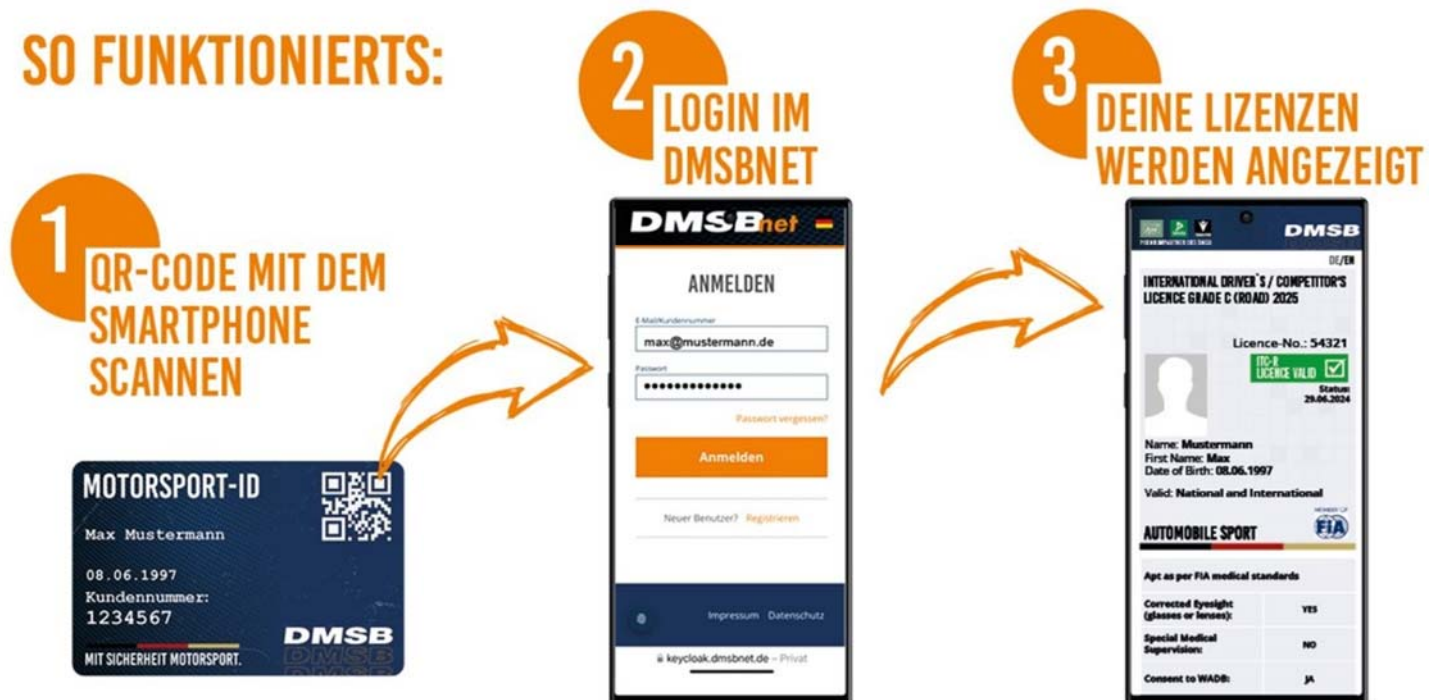 SO FUNKTIONIERTS:
1
QR-CODE MIT DEM
SMARTPHONE
SCANNEN
MOTORSPORT-ID
Max Mustermann
08.06.1997
Kundennummer:
1234567
DMSB
MIT SICHERHEIT MOTORSPORT.
2
LOGIN IM
DMSBNET
DMSBnet
ANMELDEN
E-Mail/Kundennummer
max@mustermann.de
Passwort
•••••••••••••
Passwort vergessen?
Anmelden
Neuer Benutzer? Registrieren
Impressum Datenschutz
keycloak.dmsbnet.de – Privat
3
DEINE LIZENZEN
WERDEN ANGEZEIGT
DMSB
DE/EN
INTERNATIONAL DRIVER`S / COMPETITOR'S
LICENCE GRADE C (ROAD) 2025
Licence-No.: 54321
ITC-R
LICENCE VALID
Status:
29.06.2024
Name: Mustermann
First Name: Max
Date of Birth: 08.06.1997
Valid: National and International
MEMBER OF
FIA
AUTOMOBILE SPORT
Apt as per FIA medical standards
Corrected Eyesight
(glasses or lenses): YES
Special Medical
Supervision: NO
Consent to WADB: JA